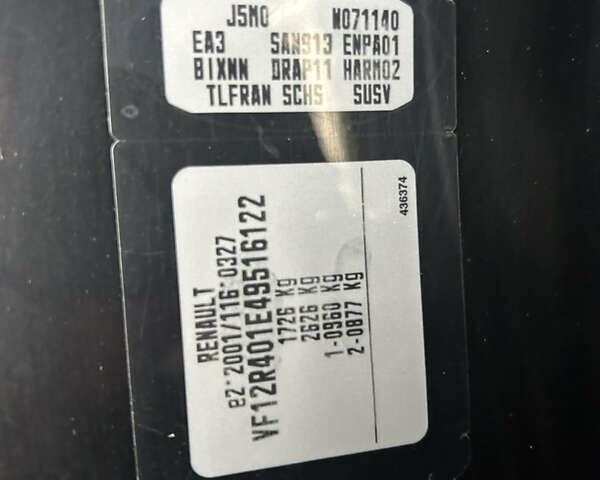 J5M0 W071140
EA3 SAN913 ENPA01
BIXNN DRAP11 HARM02
TLFRAN SCHS SUSV
RENAULT
e2*2001/116*0327
VF12R401E49516122
1726 Kg
2626 Kg
1-0960 Kg
2-0877 Kg
436374